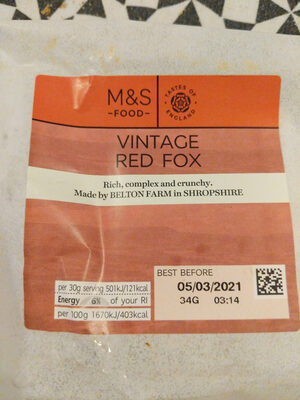 M&S
-FOOD-
TASTES OF ENGLAND
VINTAGE
RED FOX
Rich, complex and crunchy.
Made by BELTON FARM in SHROPSHIRE
per 30g serving 501kJ/121kcal
Energy 6% of your RI
per 100g 1670kJ/403kcal
BEST BEFORE
05/03/2021
34G 03:14